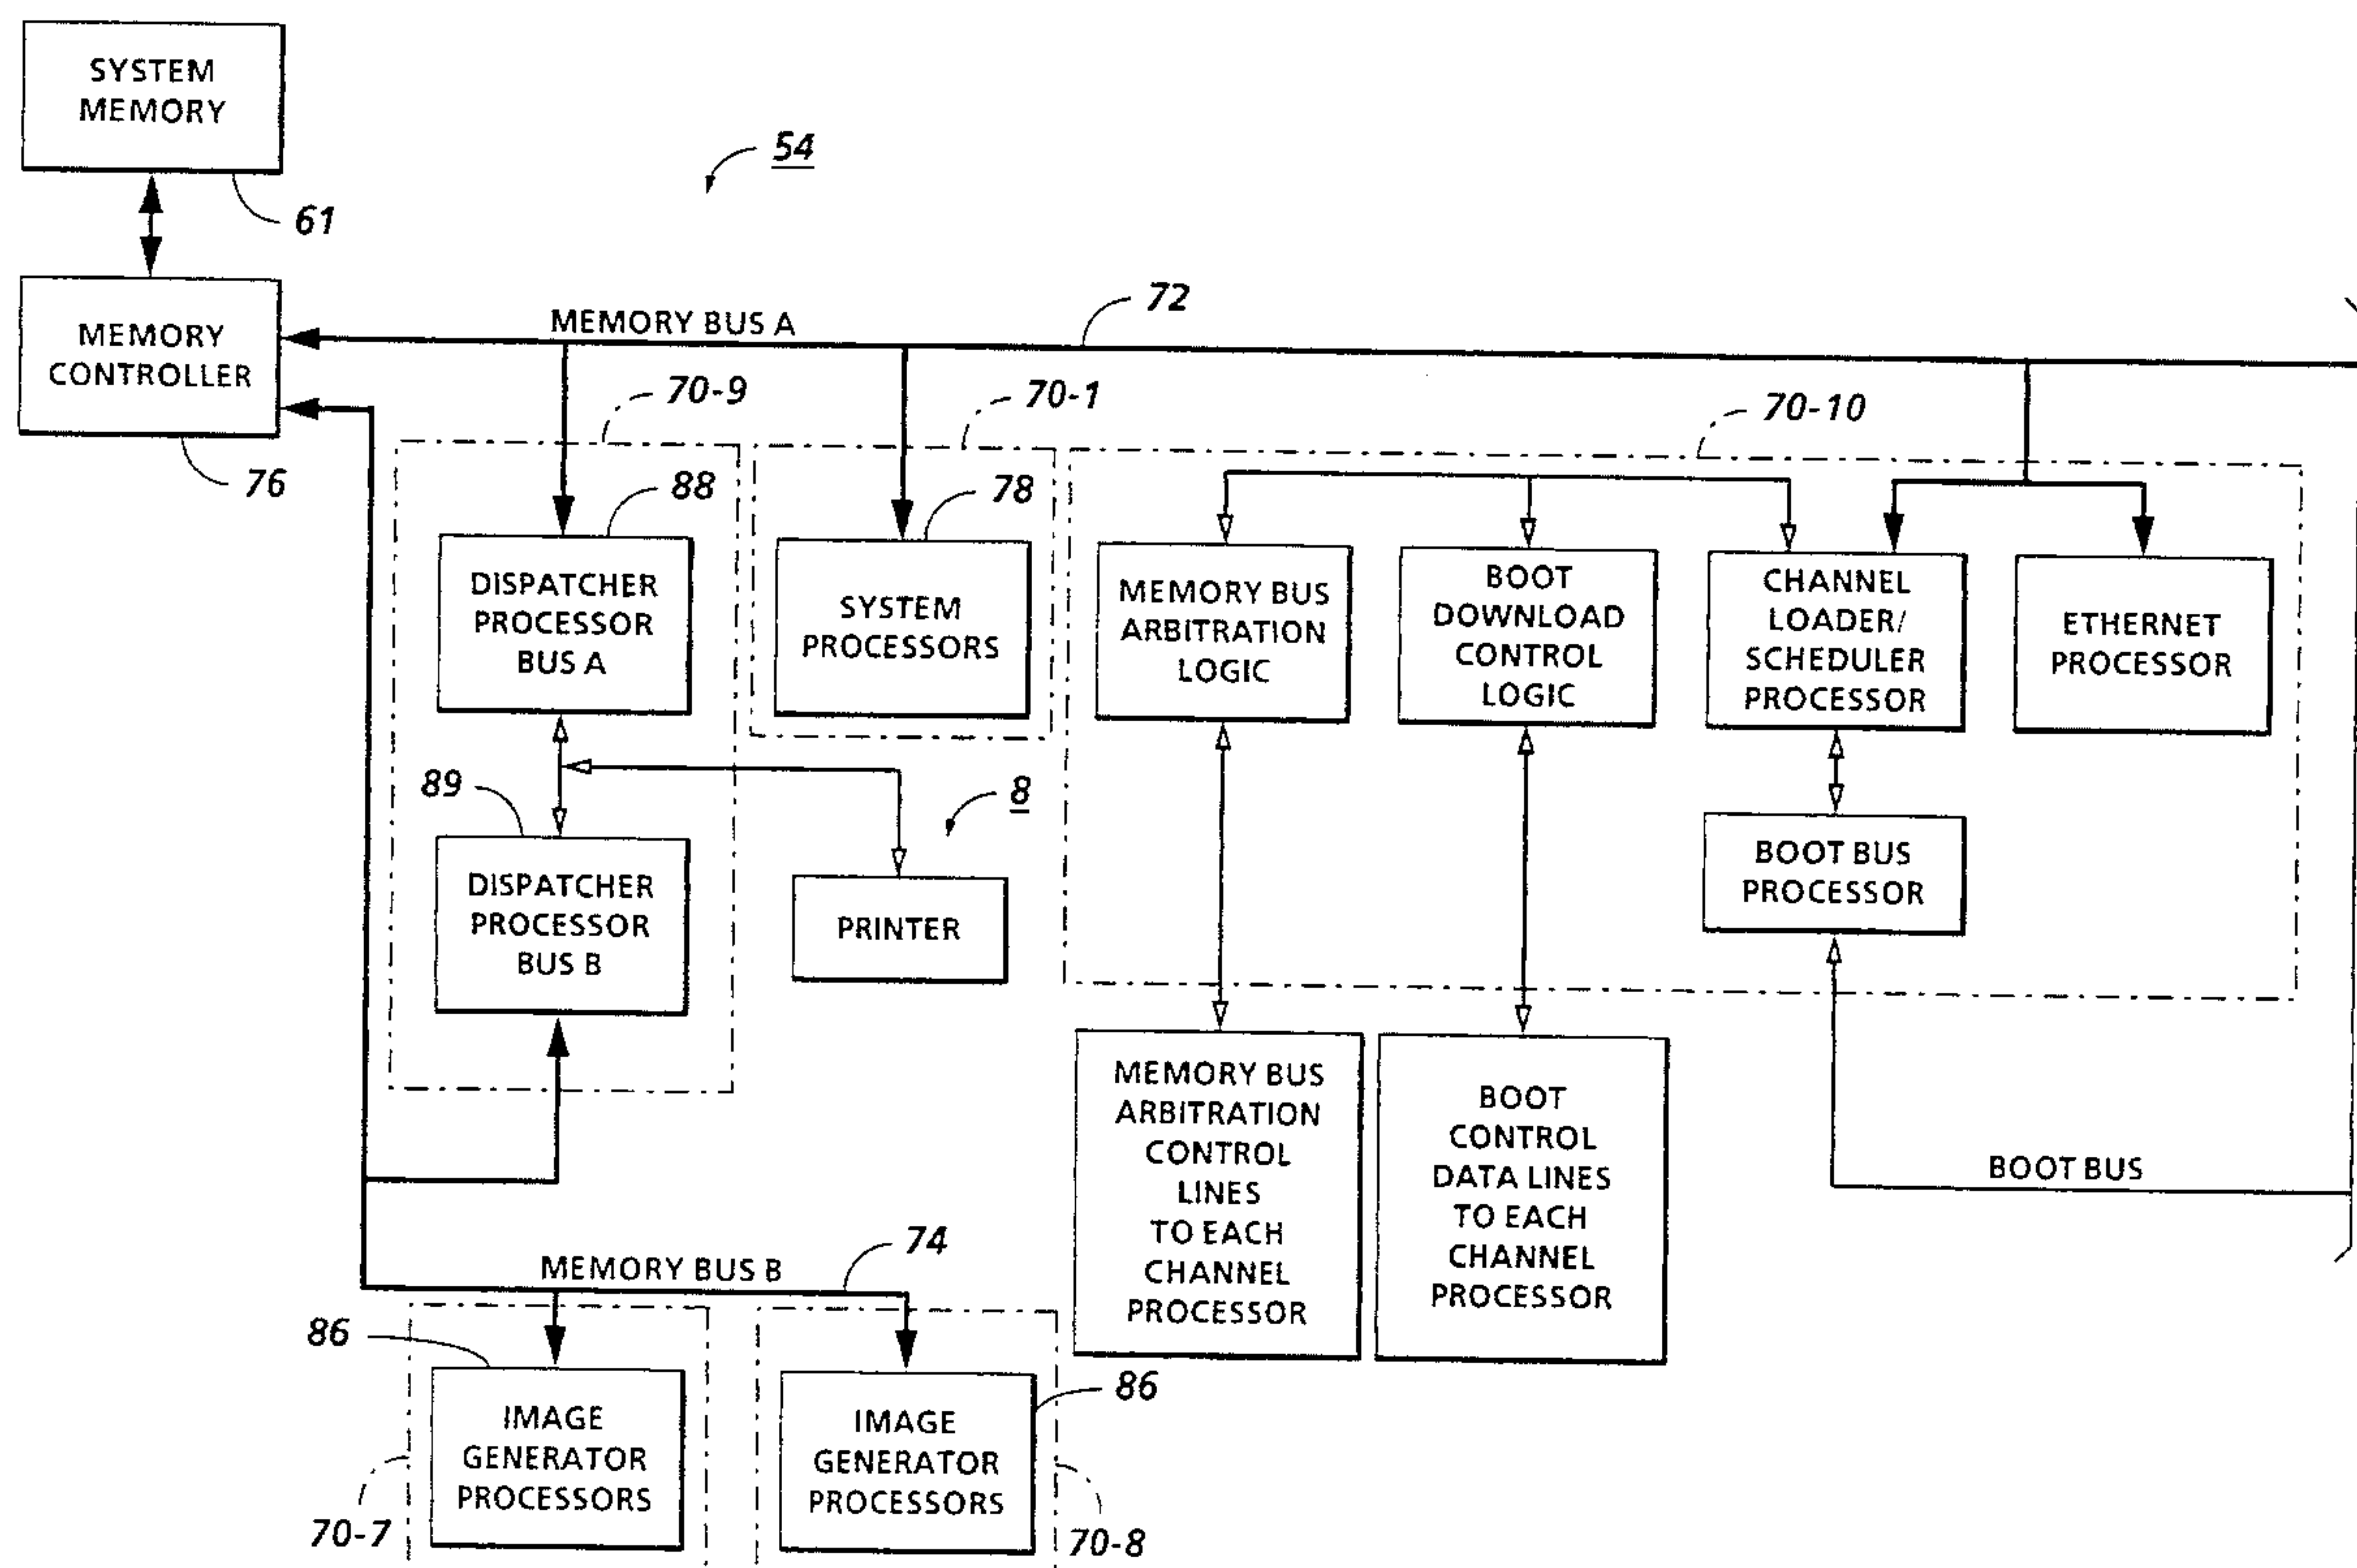 SYSTEM
MEMORY
54
61
MEMORY
CONTROLLER
76
MEMORY BUS A
72
70-9
70-1
70-10
88
DISPATCHER
PROCESSOR
BUS A
78
SYSTEM
PROCESSORS
MEMORY BUS
ARBITRATION
LOGIC
BOOT
DOWNLOAD
CONTROL
LOGIC
CHANNEL
LOADER/
SCHEDULER
PROCESSOR
ETHERNET
PROCESSOR
89
DISPATCHER
PROCESSOR
BUS B
8
PRINTER
BOOT BUS
PROCESSOR
MEMORY BUS
ARBITRATION
CONTROL
LINES
TO EACH
CHANNEL
PROCESSOR
BOOT
CONTROL
DATA LINES
TO EACH
CHANNEL
PROCESSOR
BOOT BUS
MEMORY BUS B
74
86
IMAGE
GENERATOR
PROCESSORS
70-7
86
IMAGE
GENERATOR
PROCESSORS
70-8